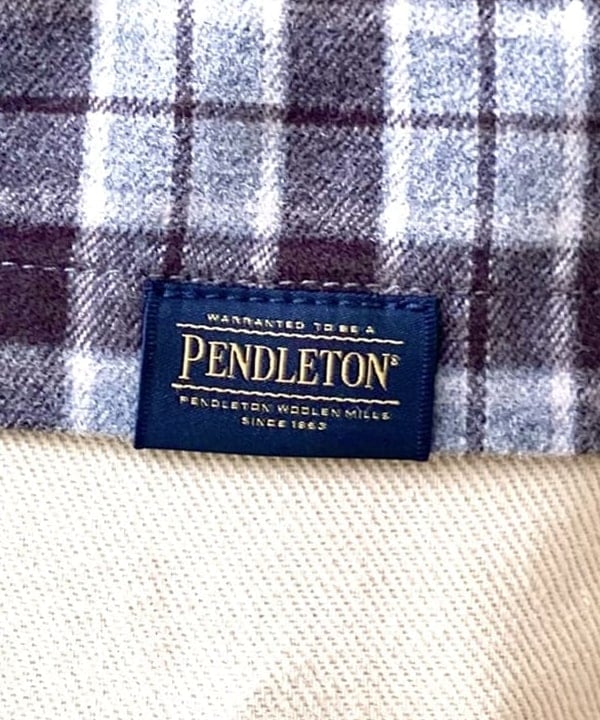 WARRANTED TO BE A
PENDLETON®
PENDLETON WOOLEN MILLS
SINCE 1863